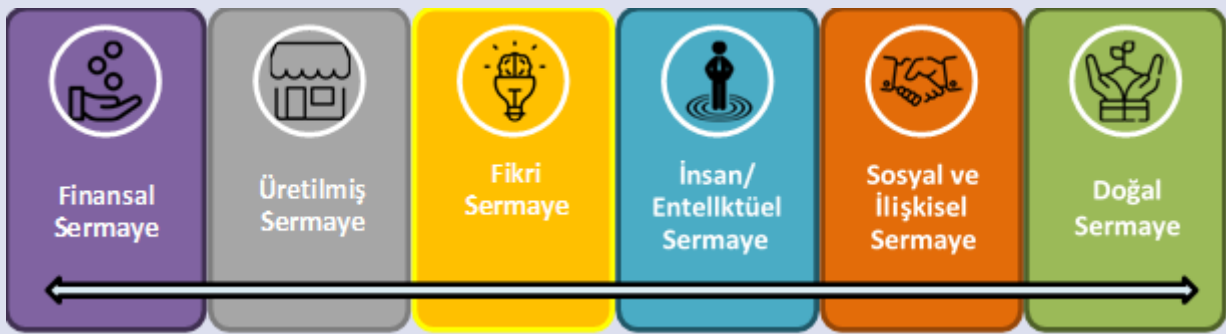 Finansal
Sermaye
Üretilmiş
Sermaye
Fikri
Sermaye
İnsan/
Entellktüel
Sermaye
Sosyal ve
İlişkisel
Sermaye
Doğal
Sermaye